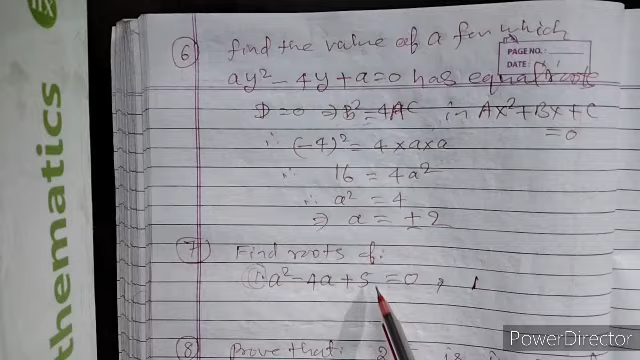 ⑥ find the value of a for which
PAGE NO.:
DATE:
ay² - 4y + a = 0 has equal roots
D = 0 ⇒ B² = 4AC in Ax² + Bx + C = 0
∴ (-4)² = 4 × a × a
∴ 16 = 4a²
∴ a² = 4
⇒ a = ± 2
⑦ Find roots of:
① a² - 4a + 5 = 0,
⑧ Prove that:
PowerDirector